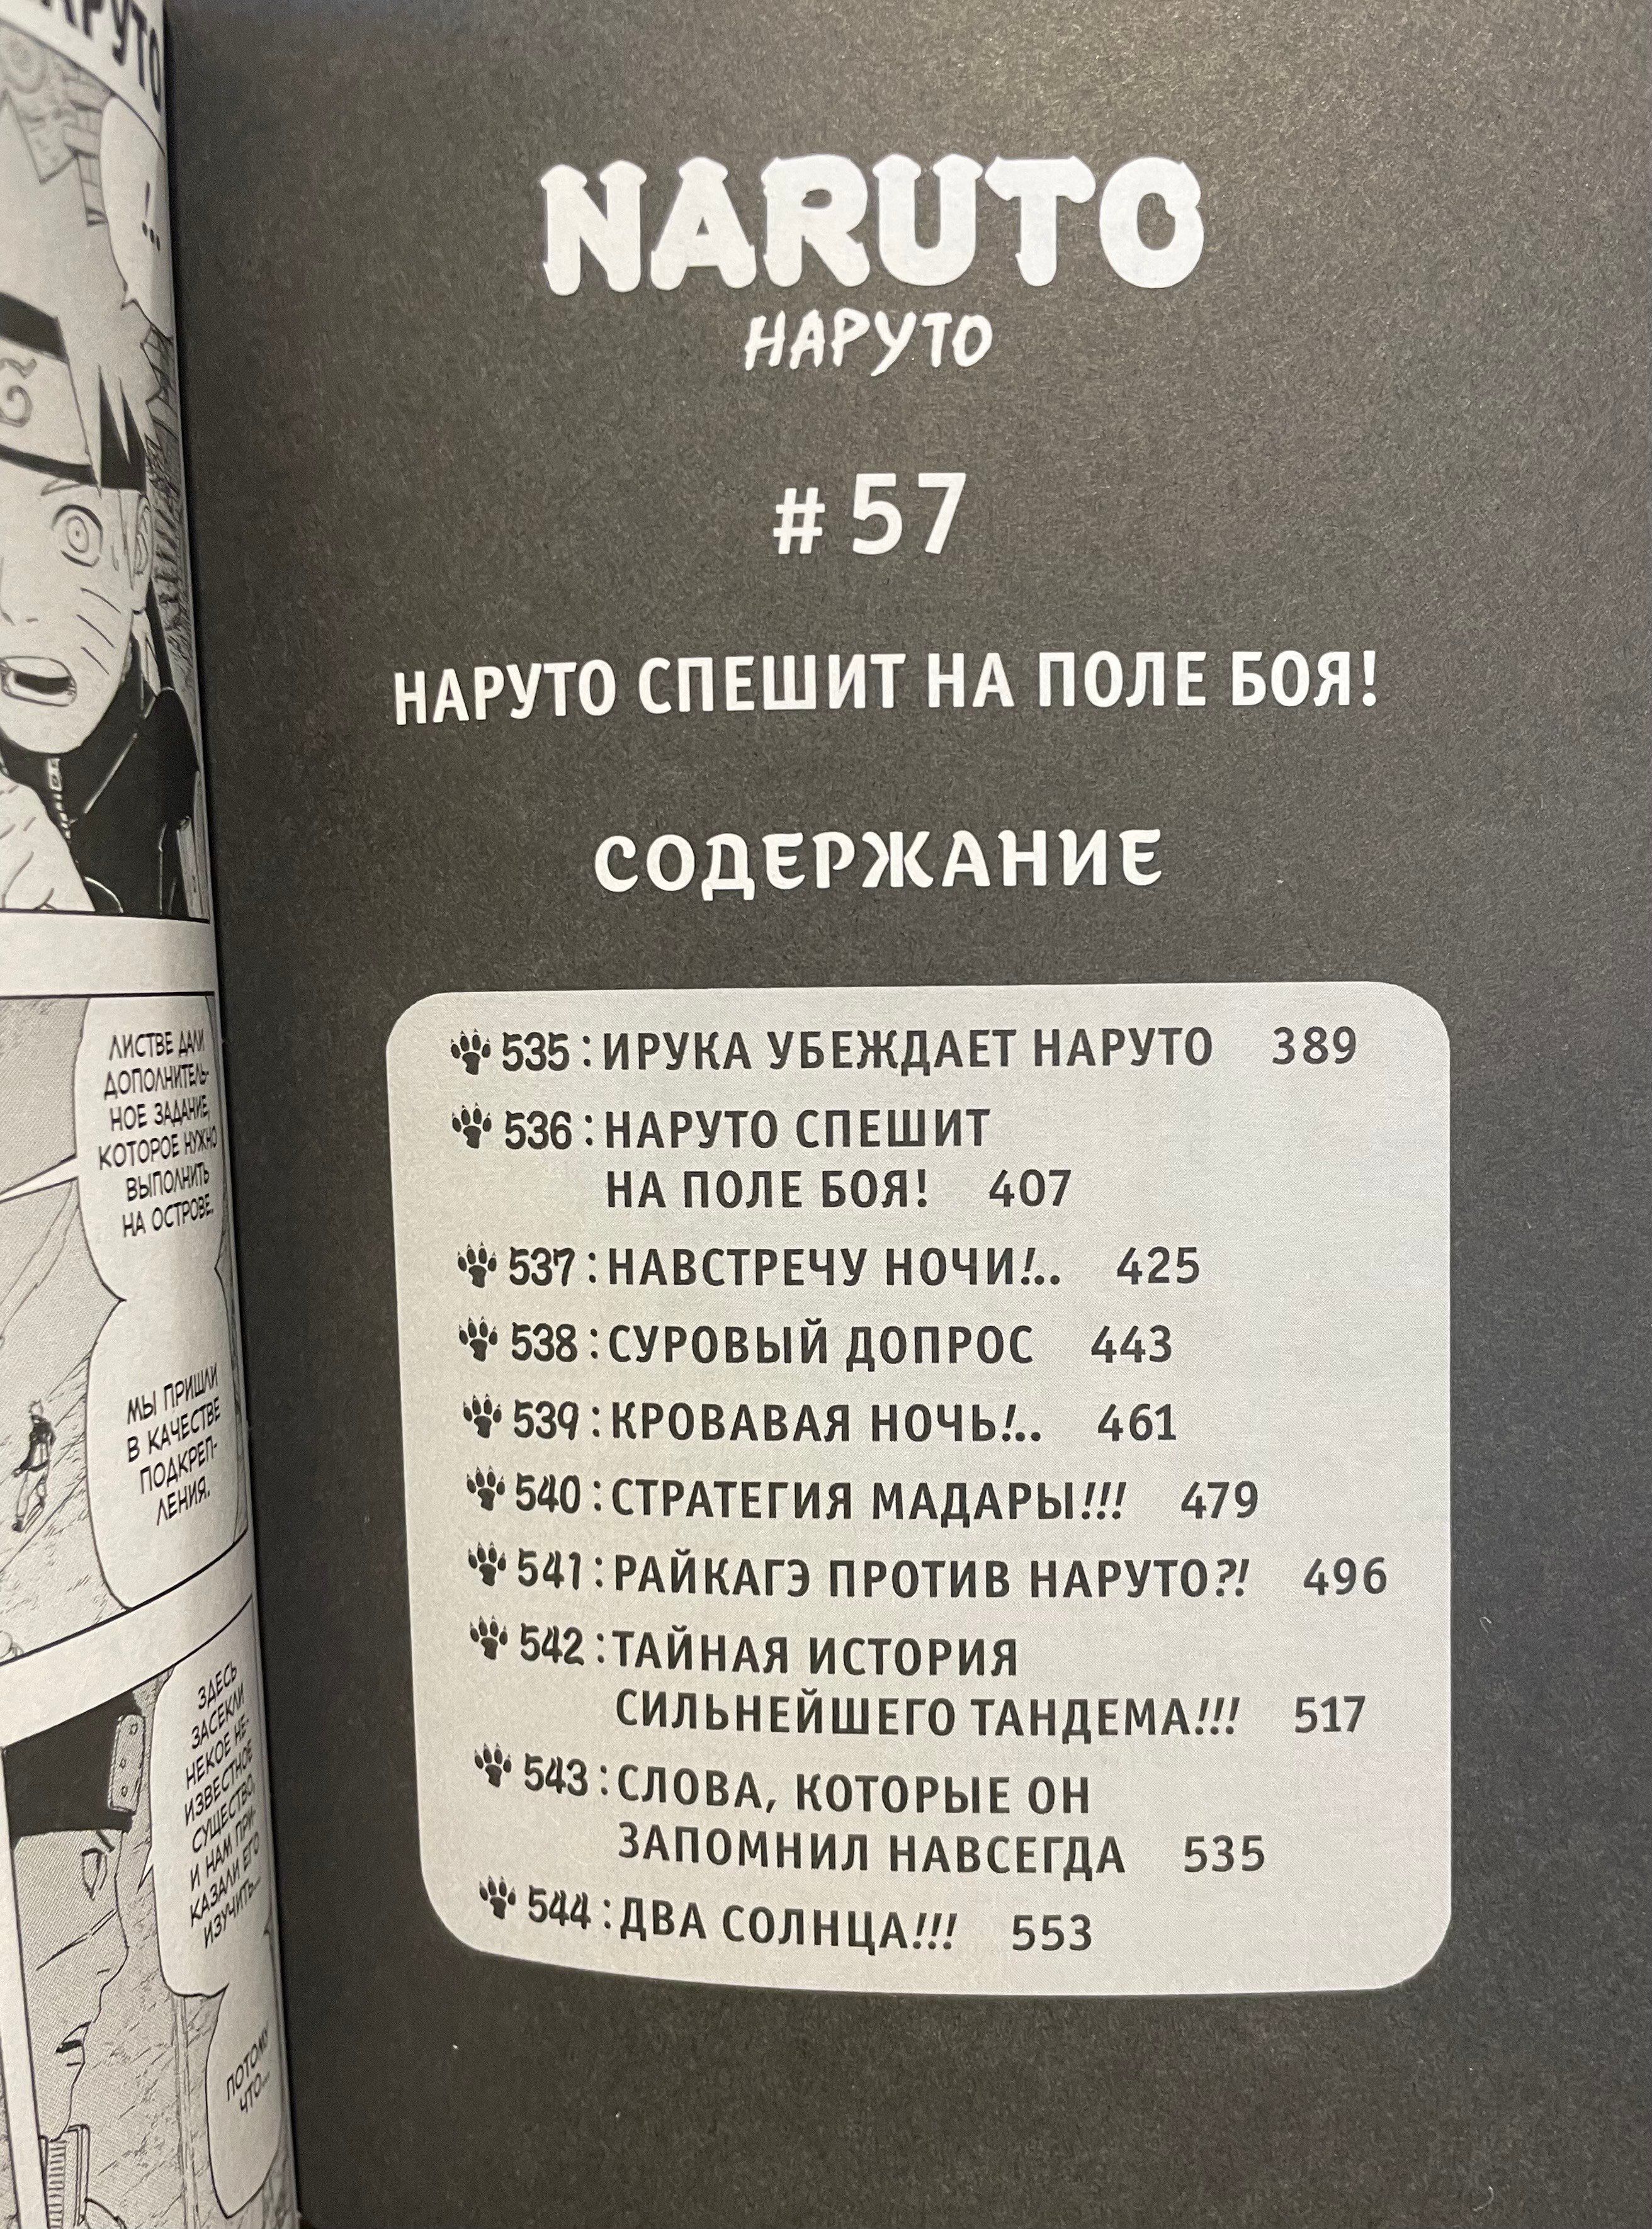 АРУТО
!...
ЛИСТВЕ ДАЛИ
ДОПОЛНИТЕЛЬ-
НОЕ ЗАДАНИЕ,
КОТОРОЕ НУЖНО
ВЫПОЛНИТЬ
НА ОСТРОВЕ.
МЫ ПРИШЛИ
В КАЧЕСТВЕ
ПОДКРЕП-
ЛЕНИЯ.
ЗДЕСЬ
ЗАСЕКЛИ
НЕКОЕ НЕ-
ИЗВЕСТНОЕ
СУЩЕСТВО,
И НАМ ПРИ-
КАЗАЛИ ЕГО
ИЗУЧИТЬ...
ПОТОМУ
ЧТО...
NARUTO
НАРУТО
#57
НАРУТО СПЕШИТ НА ПОЛЕ БОЯ!
СОДЕРЖАНИЕ
535: ИРУКА УБЕЖДАЕТ НАРУТО 389
536: НАРУТО СПЕШИТ
НА ПОЛЕ БОЯ! 407
537: НАВСТРЕЧУ НОЧИ!.. 425
538: СУРОВЫЙ ДОПРОС 443
539: КРОВАВАЯ НОЧЬ!.. 461
540: СТРАТЕГИЯ МАДАРЫ!!! 479
541: РАЙКАГЭ ПРОТИВ НАРУТО?! 496
542: ТАЙНАЯ ИСТОРИЯ
СИЛЬНЕЙШЕГО ТАНДЕМА!!! 517
543: СЛОВА, КОТОРЫЕ ОН
ЗАПОМНИЛ НАВСЕГДА 535
544: ДВА СОЛНЦА!!! 553